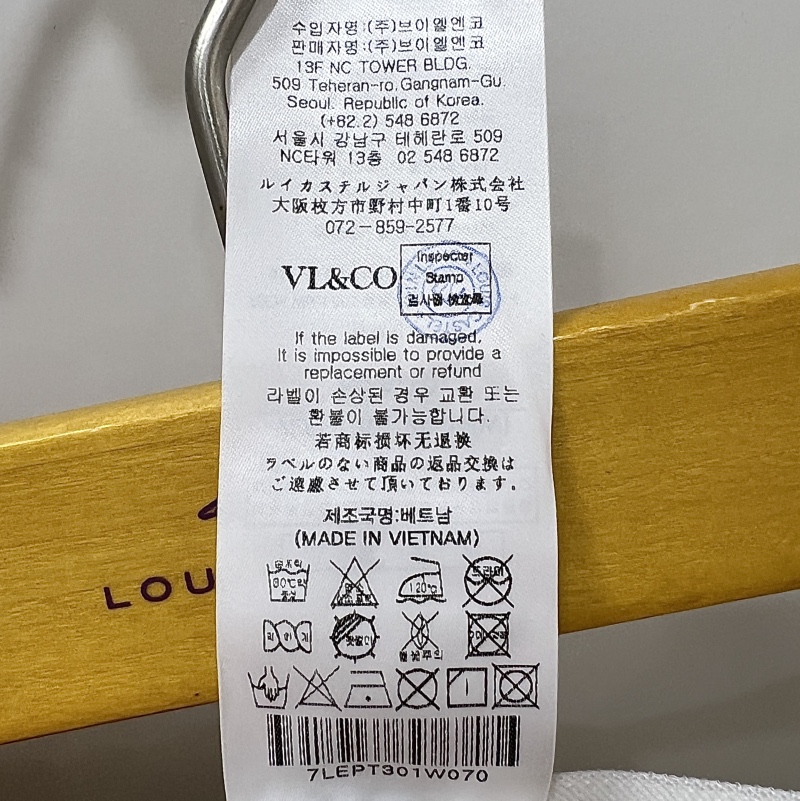 수입자명:(주)브이엘엔코
판매자명:(주)브이엘엔코
13F NC TOWER BLDG.
509 Teheran-ro, Gangnam-Gu.
Seoul. Republic of Korea.
(+82.2) 548 6872
서울시 강남구 테헤란로 509
NC타워 13층 02 548 6872
ルイカステルジャパン株式会社
大阪枚方市野村中町1番10号
072-859-2577
VL&CO
Inspecter
Stamp
If the label is damaged,
It is impossible to provide a
replacement or refund
라벨이 손상된 경우 교환 또는
환불이 불가능합니다.
若商标损坏无退换
ラベルのない商品の返品交換は
ご遠慮させて頂いております。
제조국명:베트남
(MADE IN VIETNAM)
120℃
드라이
7LEPT301W070
LOU